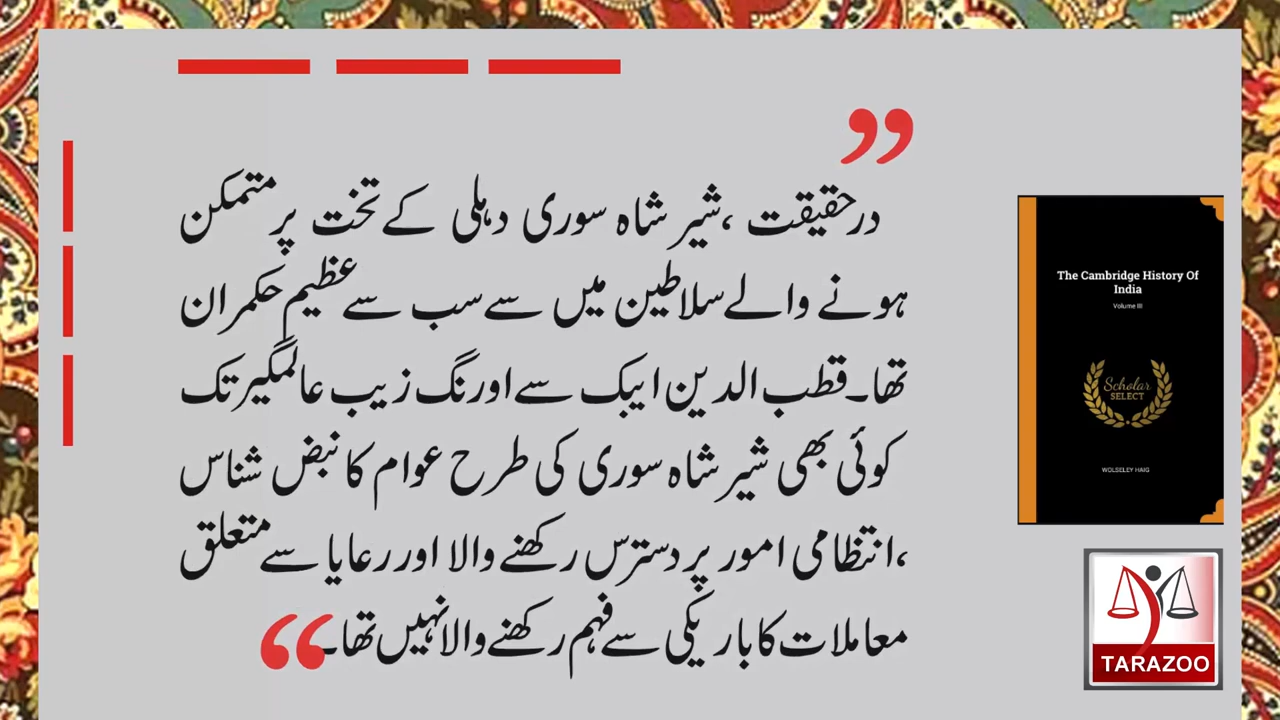 ”
درحقیقت ،شیر شاہ سوری دہلی کے تخت پر متمکن
ہونے والے سلاطین میں سے سب سے عظیم حکمران
تھا۔قطب الدین ایبک سے اورنگ زیب عالمگیر تک
کوئی بھی شیر شاہ سوری کی طرح عوام کا نبض شناس
،انتظامی امور پر دسترس رکھنے والا اور رعایا سے متعلق
معاملات کا باریکی سے فہم رکھنے والا نہیں تھا۔“
The Cambridge History Of
India
Volume III
Scholar
SELECT
WOLSELEY HAIG
TARAZOO